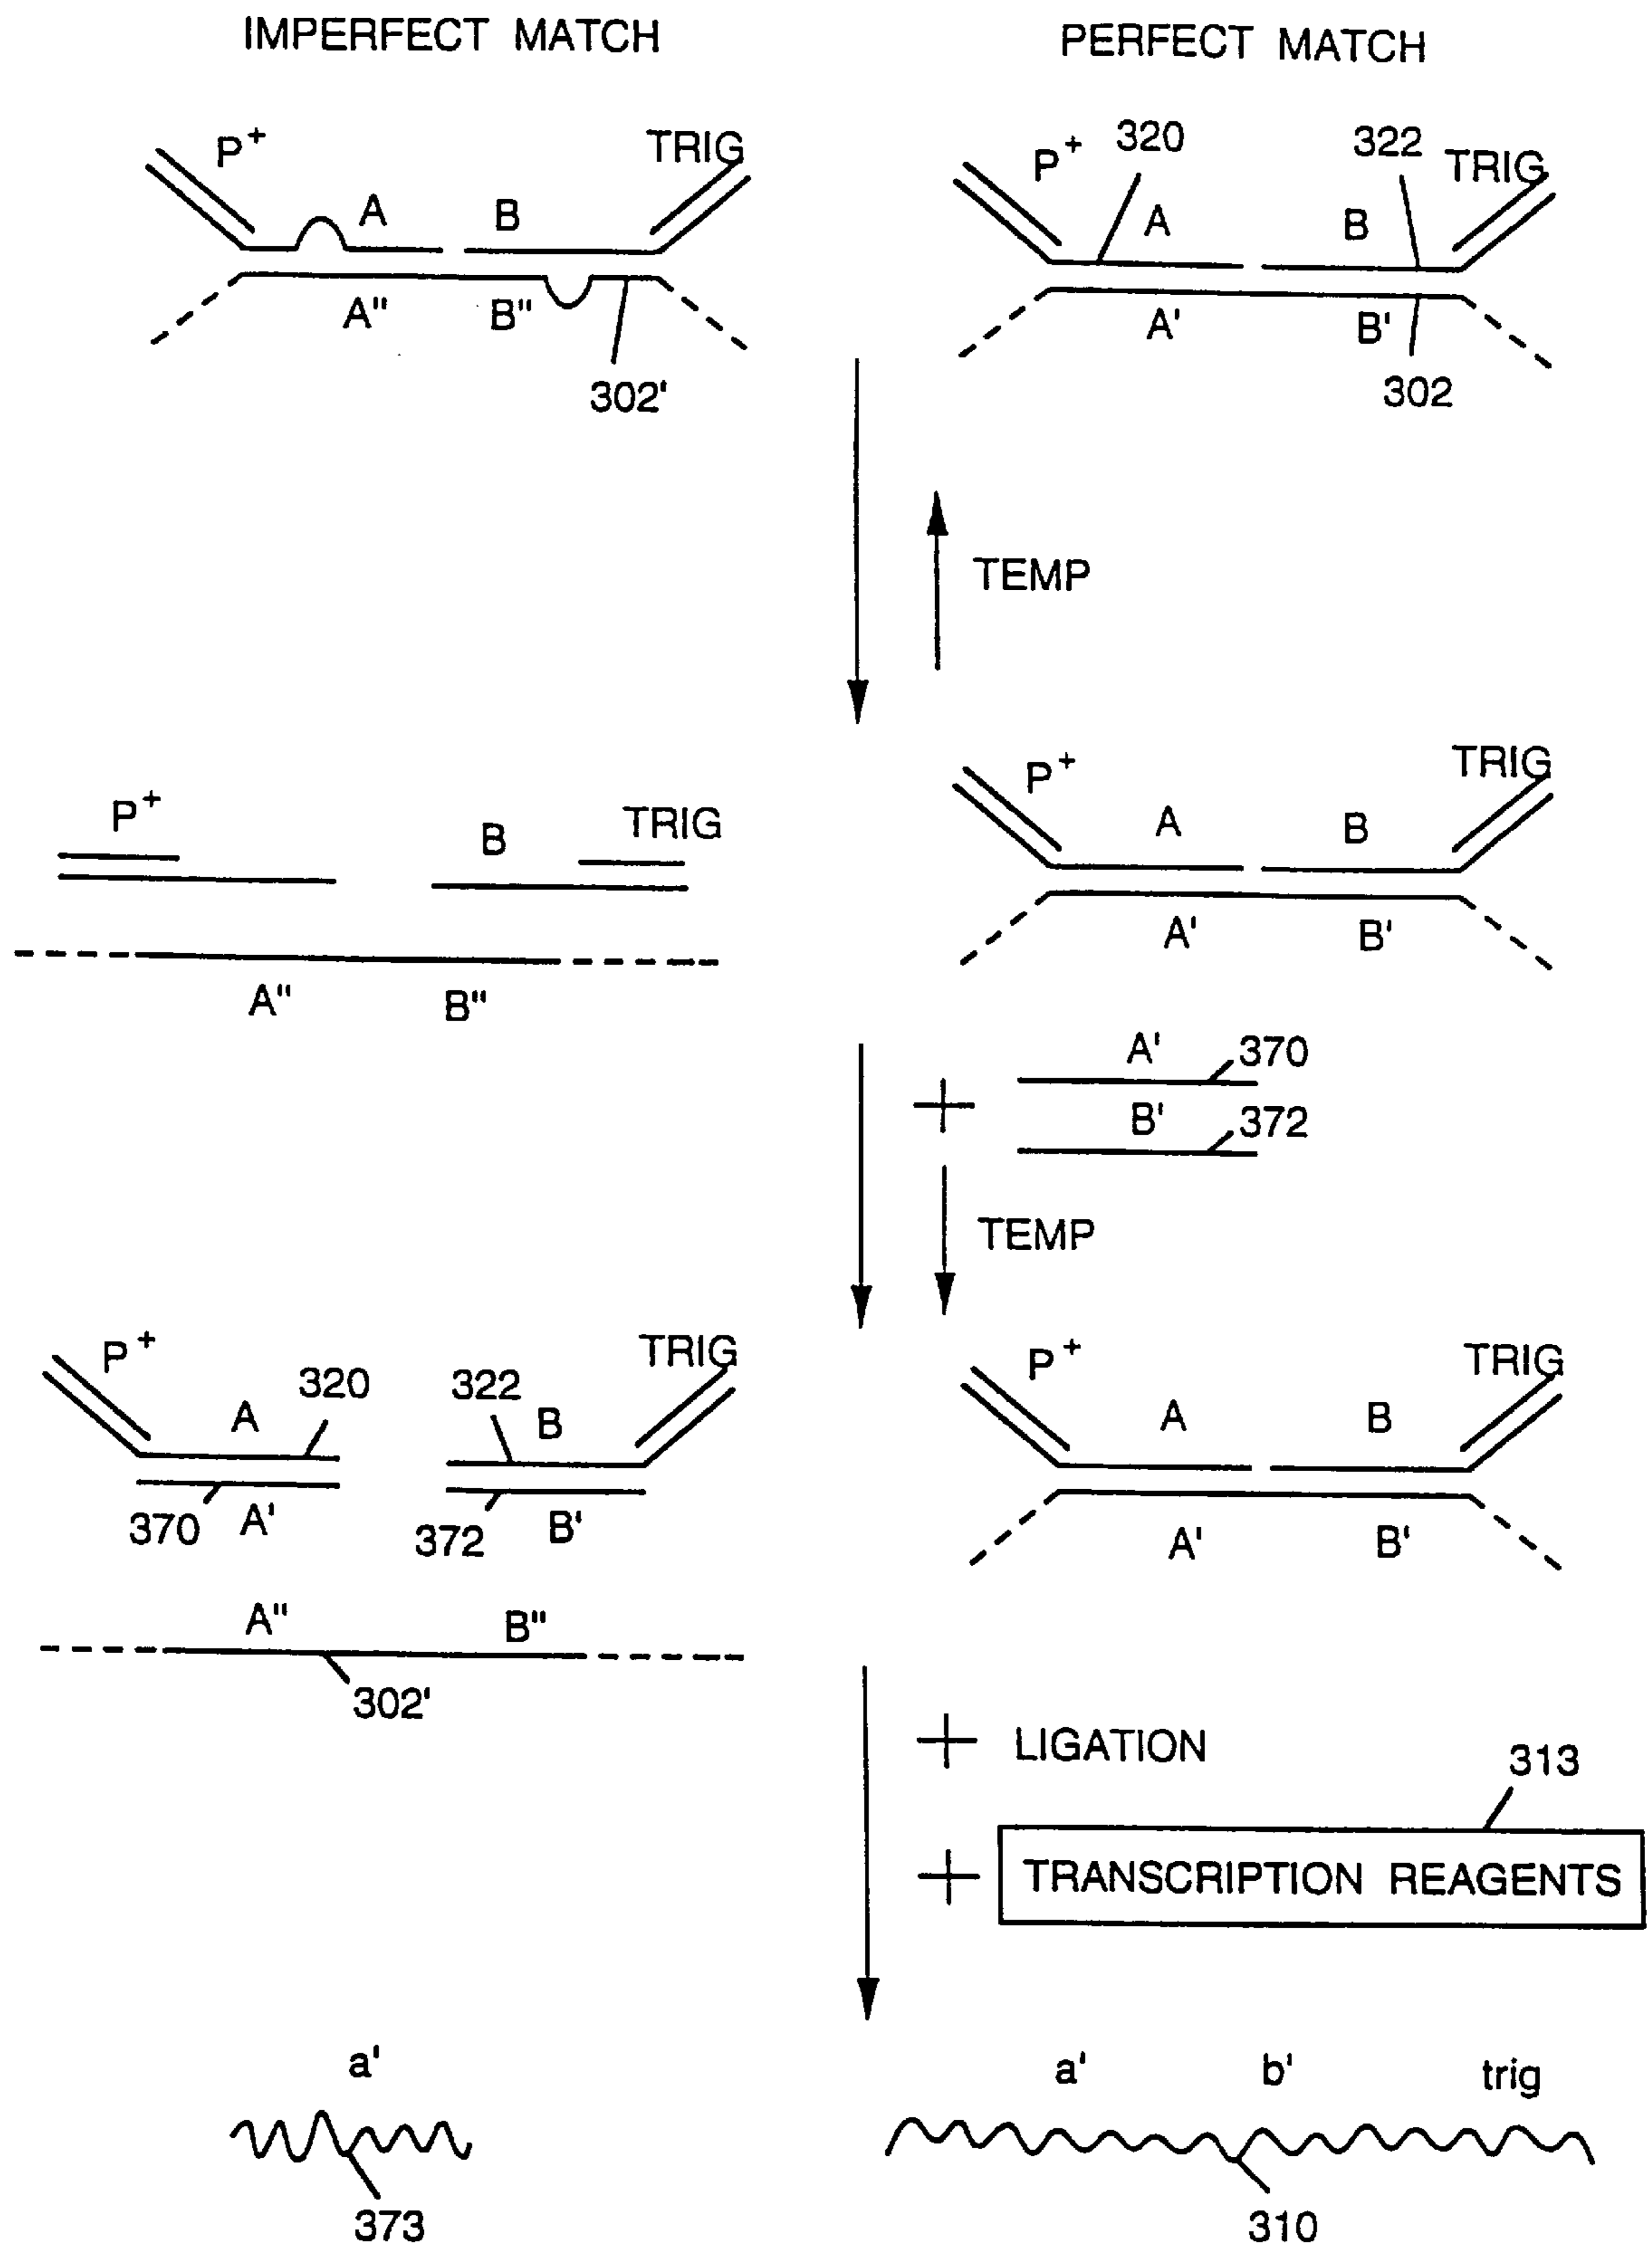 IMPERFECT MATCH
PERFECT MATCH
P+
TRIG
A
B
A"
B"
302'
P+
320
322
TRIG
A
B
A'
B'
302
TEMP
P+
B
TRIG
A"
B"
P+
TRIG
A
B
A'
B'
A'
370
B'
372
TEMP
P+
TRIG
A
320
322
B
370
A'
372
B'
A"
B"
302'
P+
TRIG
A
B
A'
B'
+ LIGATION
313
+ TRANSCRIPTION REAGENTS
a'
373
a'
b'
trig
310